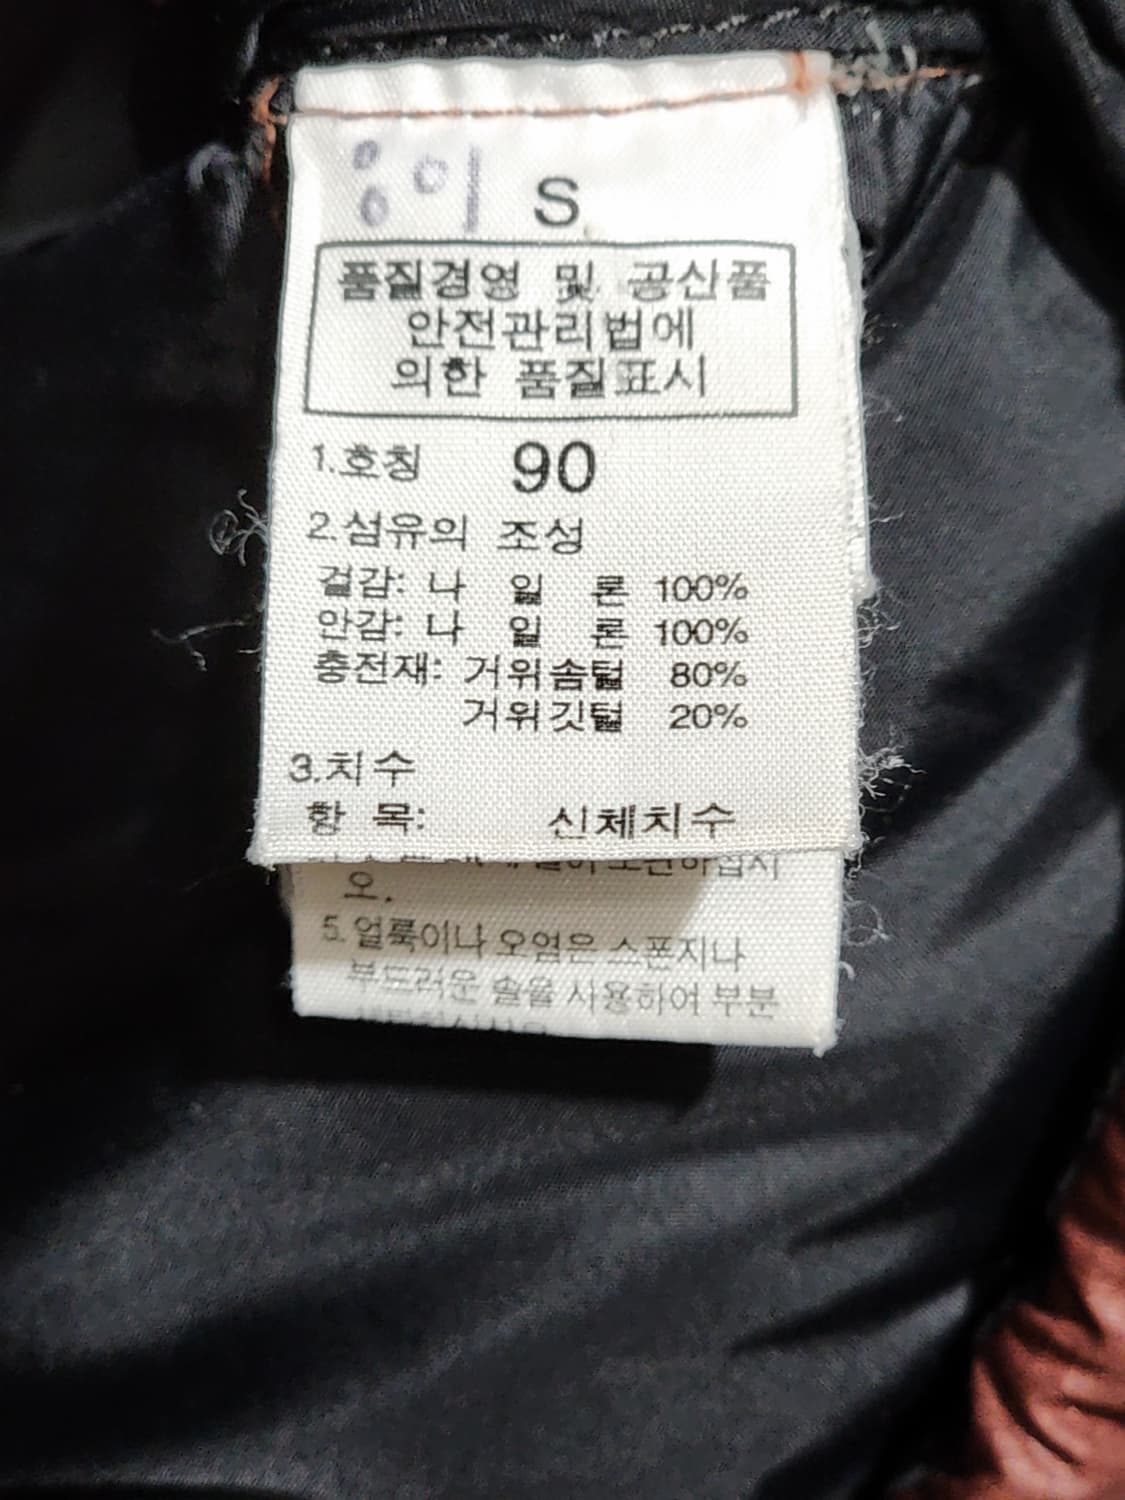 S
품질경영 및 공산품
안전관리법에
의한 품질표시
1.호칭 90
2.섬유의 조성
겉감: 나 일 론 100%
안감: 나 일 론 100%
충전재: 거위솜털 80%
거위깃털 20%
3.치수
항 목: 신체치수
오.
5. 얼룩이나 오염은 스폰지나
부드러운 솔을 사용하여 부분